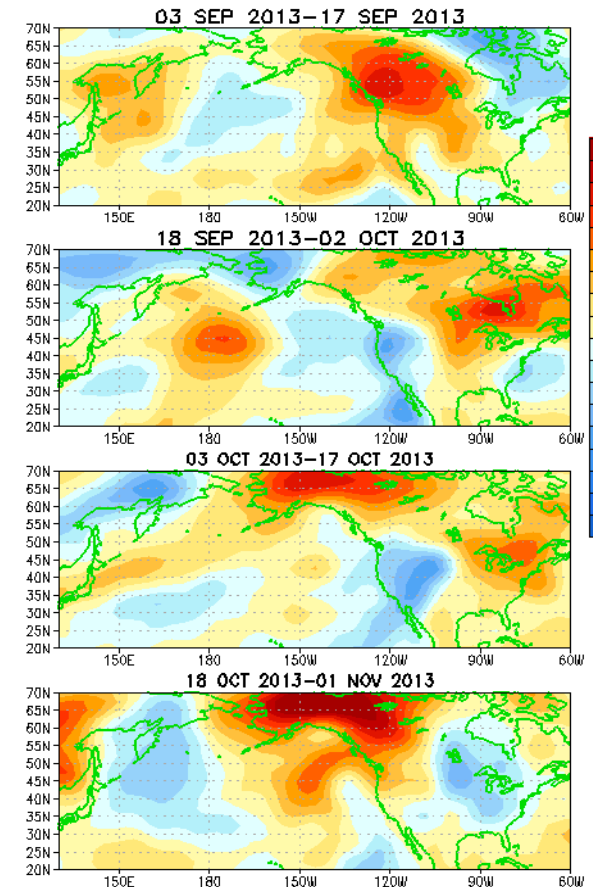 03 SEP 2013–17 SEP 2013
70N
65N
60N
55N
50N
45N
40N
35N
30N
25N
20N
150E 180 150W 120W 90W 60W
18 SEP 2013–02 OCT 2013
70N
65N
60N
55N
50N
45N
40N
35N
30N
25N
20N
150E 180 150W 120W 90W 60W
03 OCT 2013–17 OCT 2013
70N
65N
60N
55N
50N
45N
40N
35N
30N
25N
20N
150E 180 150W 120W 90W 60W
18 OCT 2013–01 NOV 2013
70N
65N
60N
55N
50N
45N
40N
35N
30N
25N
20N
150E 180 150W 120W 90W 60W